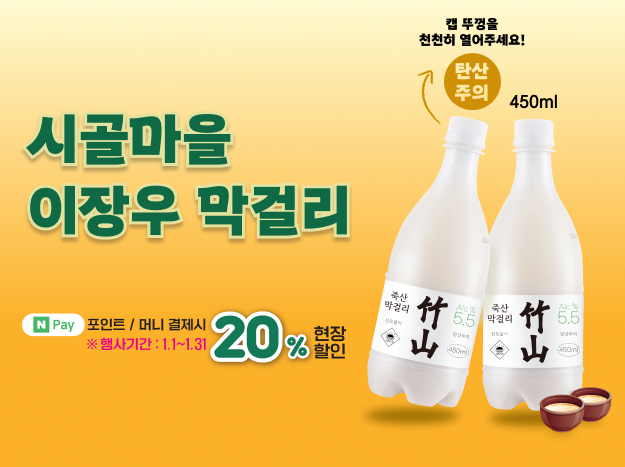 캡 뚜껑을
천천히 열어주세요!
탄산
주의
450ml
시골마을
이장우 막걸리
N Pay 포인트 / 머니 결제시
※ 행사기간 : 1.1~1.31
20% 현장
할인
죽산
막걸리
竹山
Alc %
5.5
450ml
죽산
막걸리
竹山
Alc %
5.5
450ml